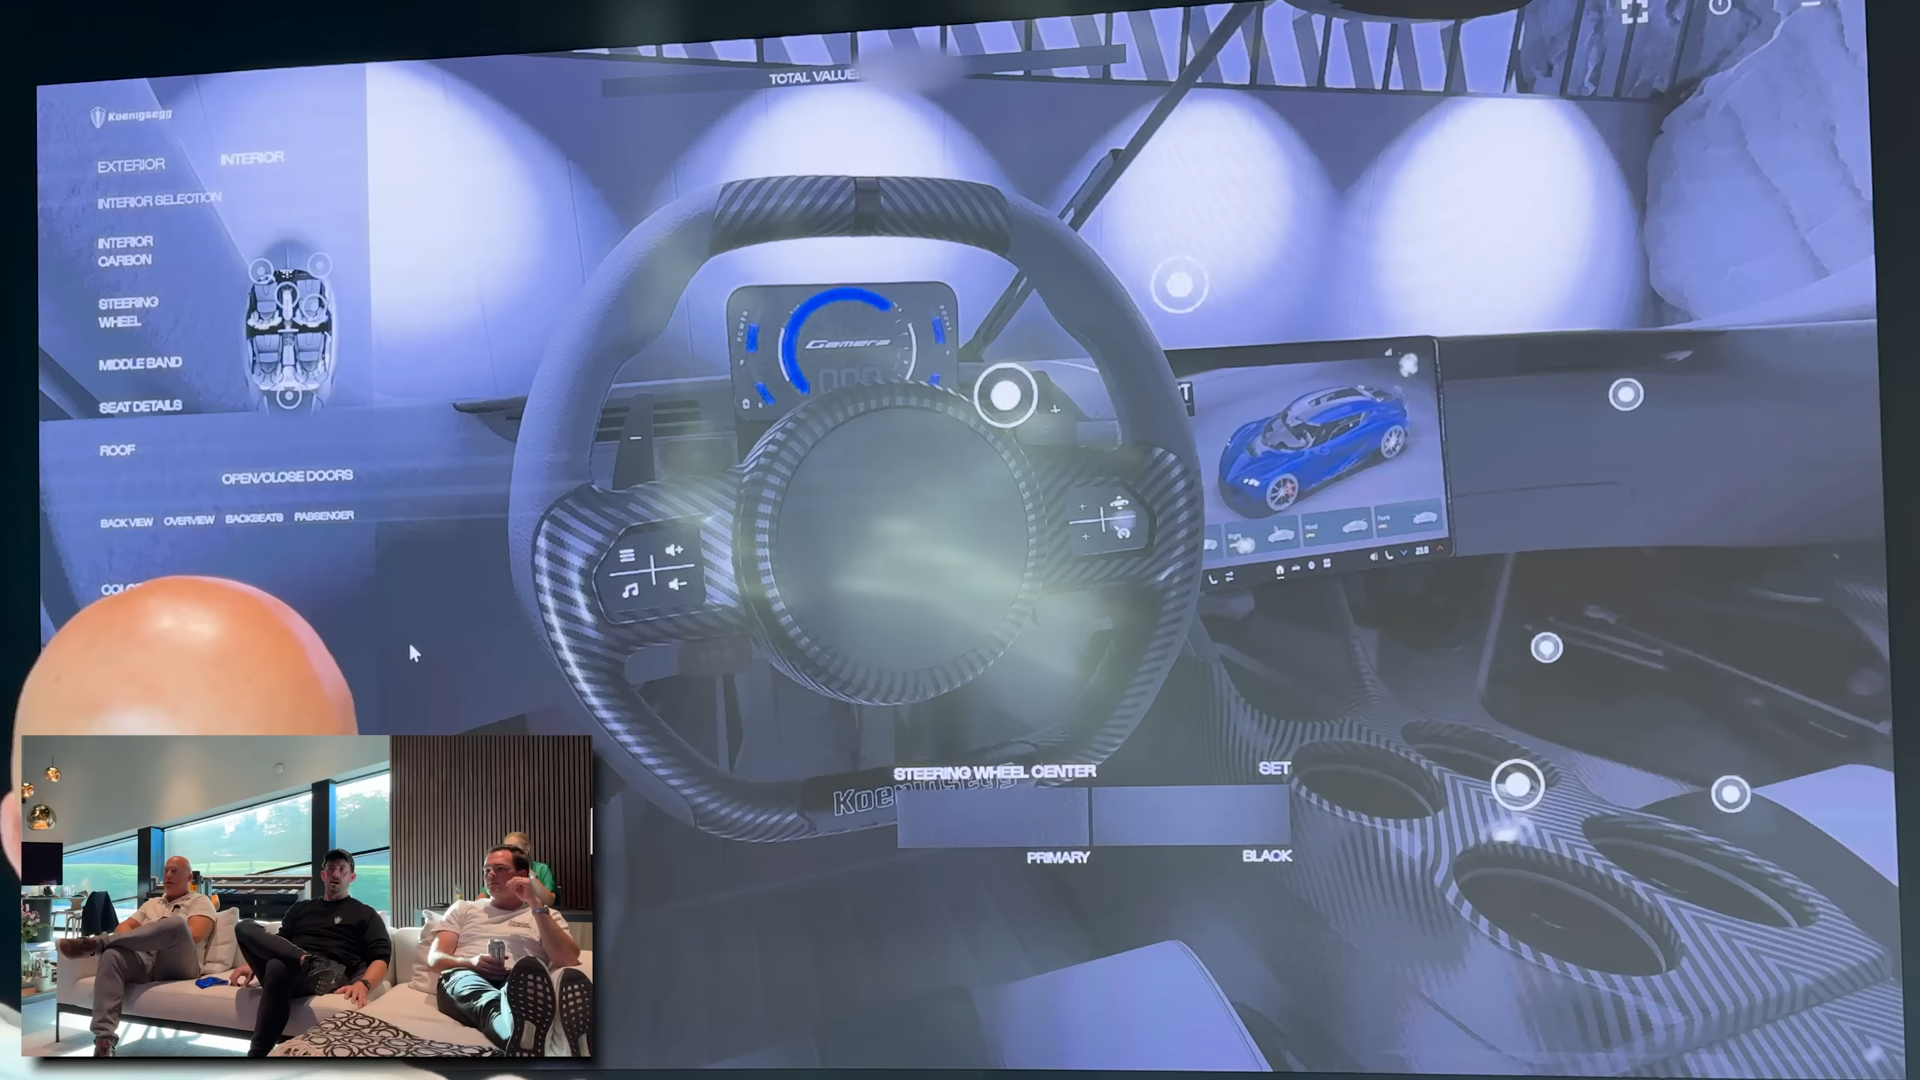 TOTAL VALUE:
Koenigsegg
EXTERIOR
INTERIOR
INTERIOR SELECTION
INTERIOR
CARBON
STEERING
WHEEL
MIDDLE BAND
SEAT DETAILS
ROOF
OPEN/CLOSE DOORS
BACK VIEW OVERVIEW BACKSEATS PASSENGER
Gemera
STEERING WHEEL CENTER
SET
Koenigsegg
PRIMARY
BLACK